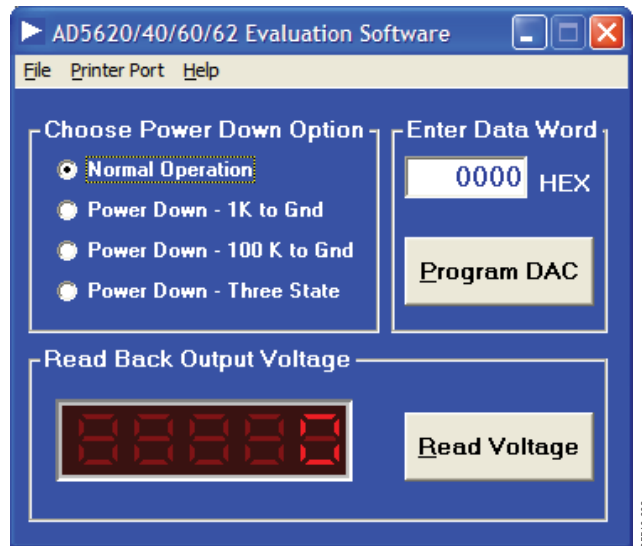 AD5620/40/60/62 Evaluation Software
File Printer Port Help
Choose Power Down Option
Normal Operation
Power Down - 1K to Gnd
Power Down - 100 K to Gnd
Power Down - Three State
Enter Data Word
0000 HEX
Program DAC
Read Back Output Voltage
0
Read Voltage